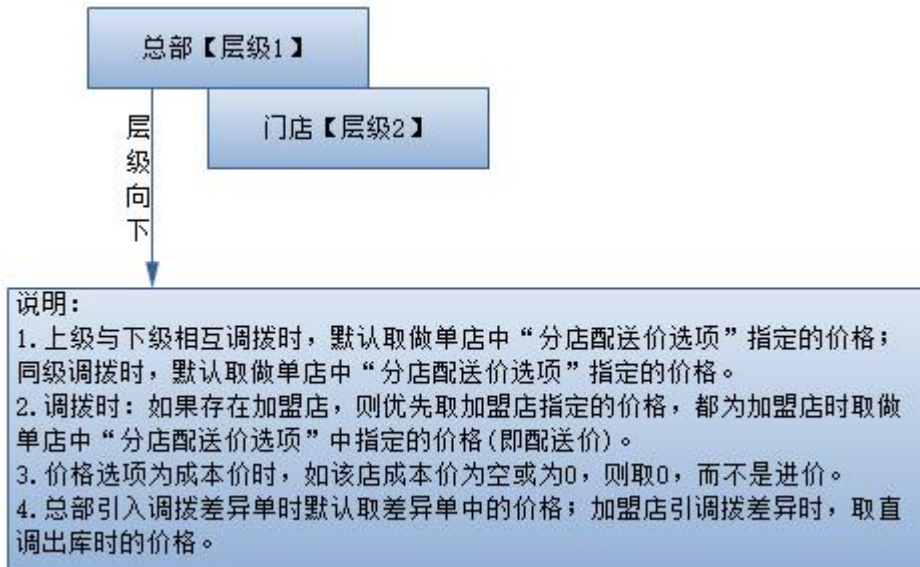 总部【层级1】
门店【层级2】
层级向下
说明:
1.上级与下级相互调拨时，默认取做单店中“分店配送价选项”指定的价格;
同级调拨时，默认取做单店中“分店配送价选项”指定的价格。
2.调拨时: 如果存在加盟店，则优先取加盟店指定的价格，都为加盟店时取做
单店中“分店配送价选项”中指定的价格(即配送价)。
3.价格选项为成本价时，如该店成本价为空或为0，则取0，而不是进价。
4.总部引入调拨差异单时默认取差异单中的价格; 加盟店引调拨差异时，取直
调出库时的价格。